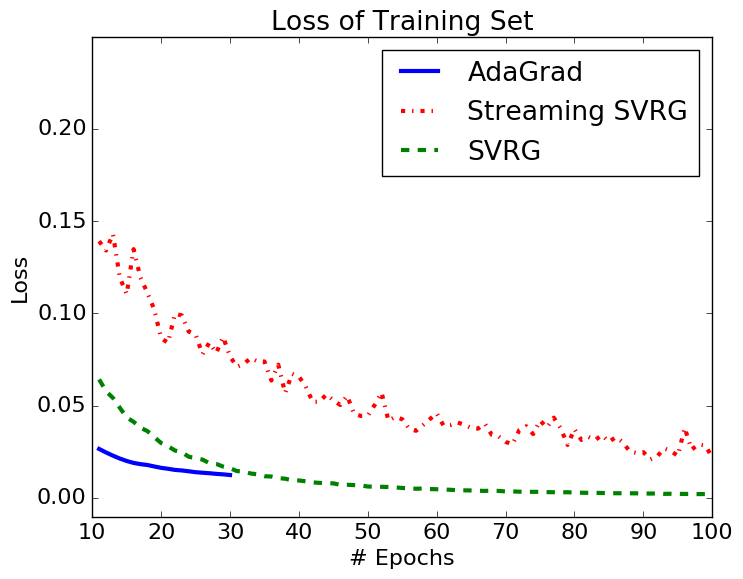 Loss of Training Set
AdaGrad
Streaming SVRG
SVRG
Loss
0.20
0.15
0.10
0.05
0.00
10 20 30 40 50 60 70 80 90 100
# Epochs